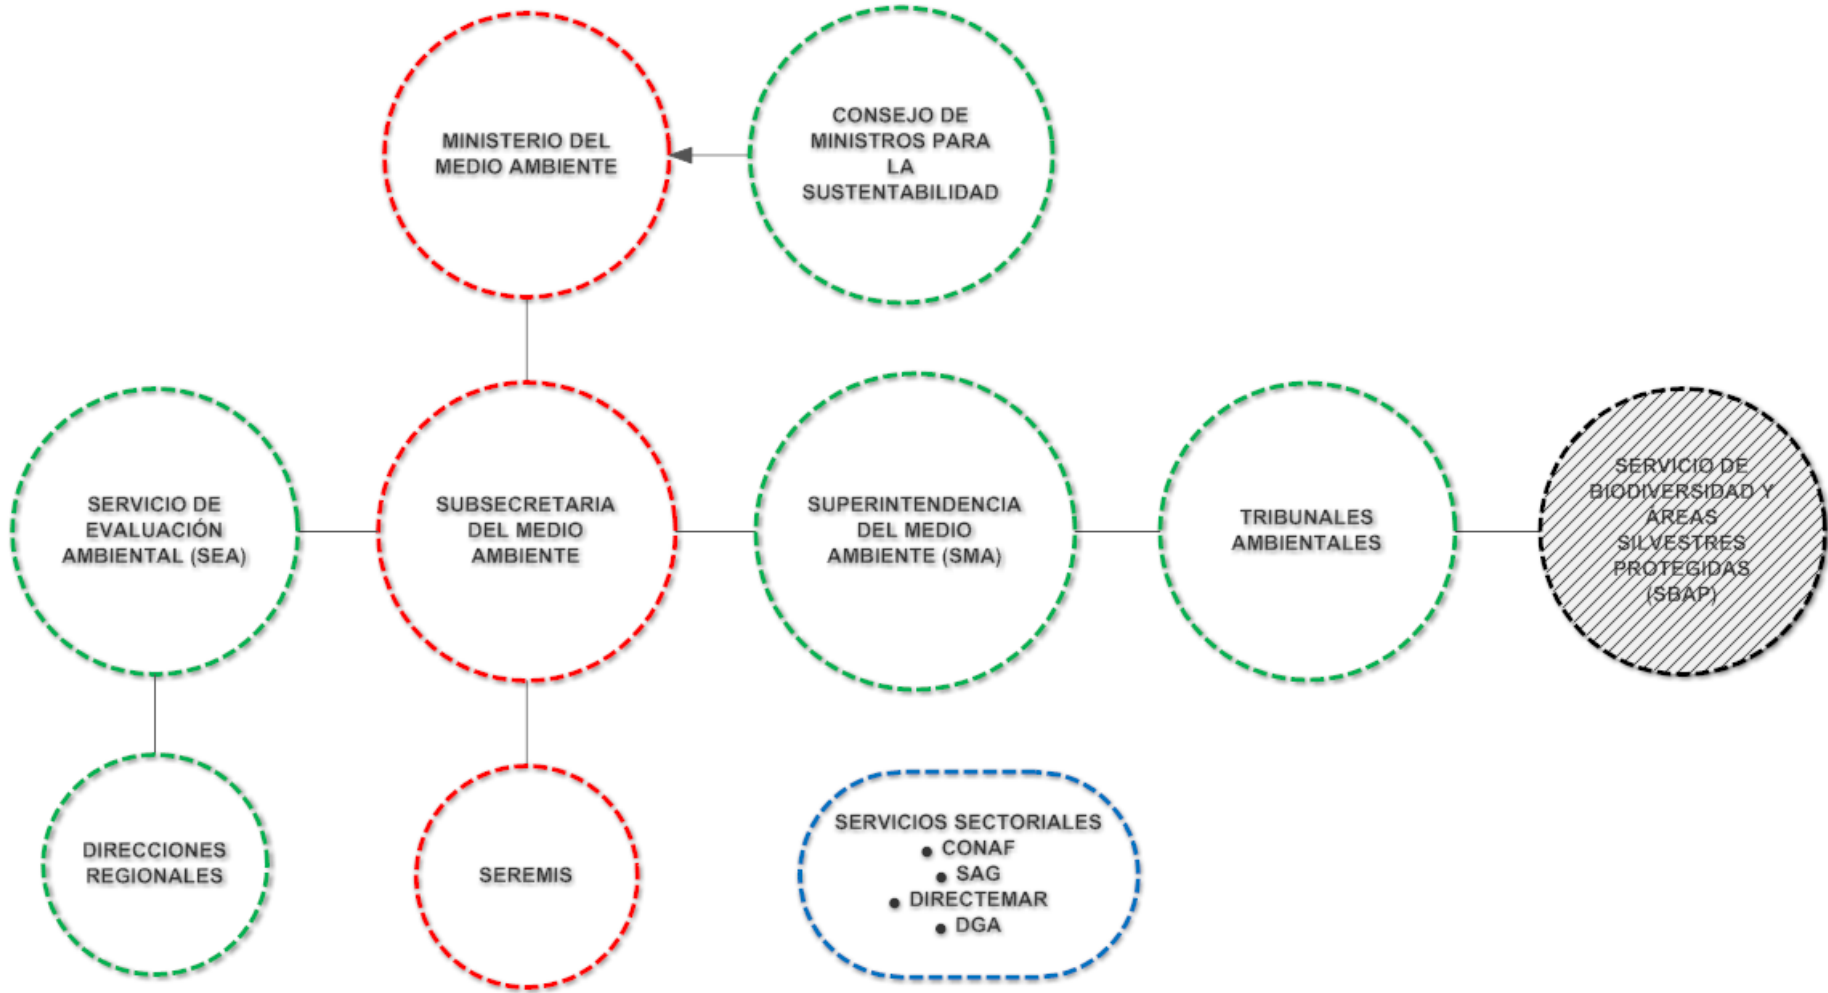 MINISTERIO DEL
MEDIO AMBIENTE
CONSEJO DE
MINISTROS PARA
LA
SUSTENTABILIDAD
SERVICIO DE
EVALUACIÓN
AMBIENTAL (SEA)
SUBSECRETARIA
DEL MEDIO
AMBIENTE
SUPERINTENDENCIA
DEL MEDIO
AMBIENTE (SMA)
TRIBUNALES
AMBIENTALES
SERVICIO DE
BIODIVERSIDAD Y
ÁREAS
SILVESTRES
PROTEGIDAS
(SBAP)
DIRECCIONES
REGIONALES
SEREMIS
SERVICIOS SECTORIALES
• CONAF
• SAG
• DIRECTEMAR
• DGA